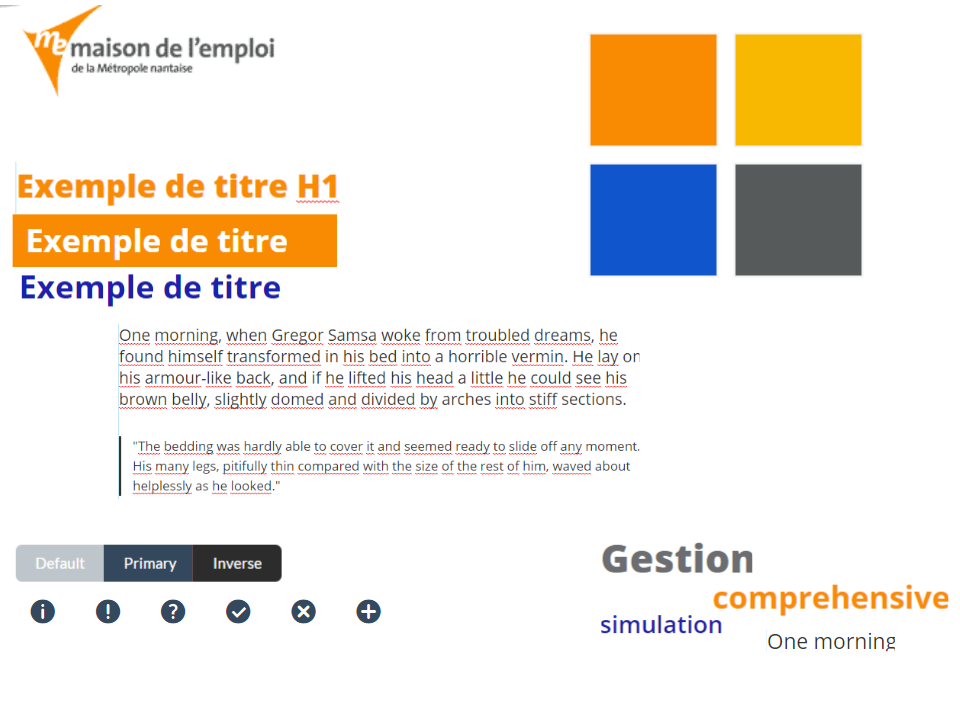 me maison de l'emploi
de la Métropole nantaise
Exemple de titre H1
Exemple de titre
Exemple de titre
One morning, when Gregor Samsa woke from troubled dreams, he
found himself transformed in his bed into a horrible vermin. He lay on
his armour-like back, and if he lifted his head a little he could see his
brown belly, slightly domed and divided by arches into stiff sections.
"The bedding was hardly able to cover it and seemed ready to slide off any moment.
His many legs, pitifully thin compared with the size of the rest of him, waved about
helplessly as he looked."
Default Primary Inverse
Gestion
comprehensive
simulation
One morning